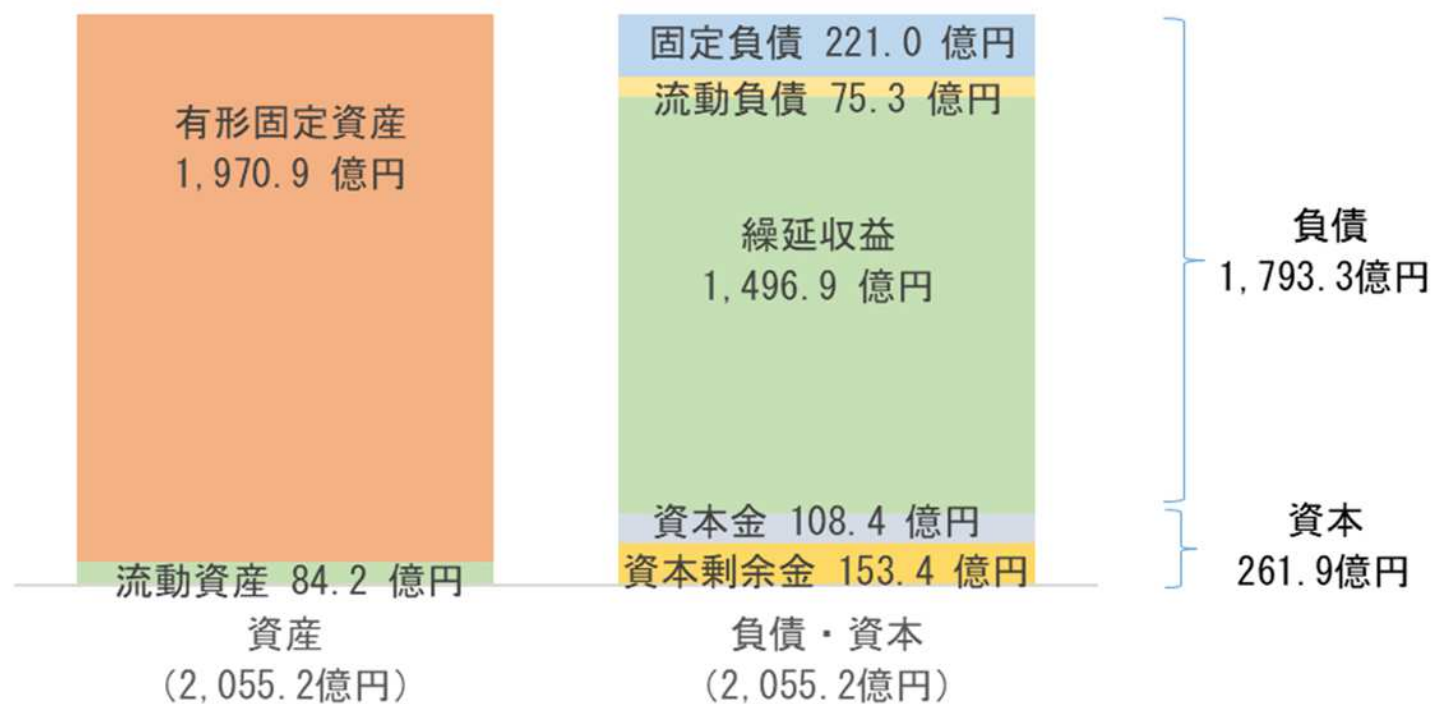 有形固定資産
1,970.9 億円
流動資産 84.2 億円
資産
(2,055.2億円)
固定負債 221.0 億円
流動負債 75.3 億円
繰延収益
1,496.9 億円
資本金 108.4 億円
資本剰余金 153.4 億円
負債・資本
(2,055.2億円)
負債
1,793.3億円
資本
261.9億円